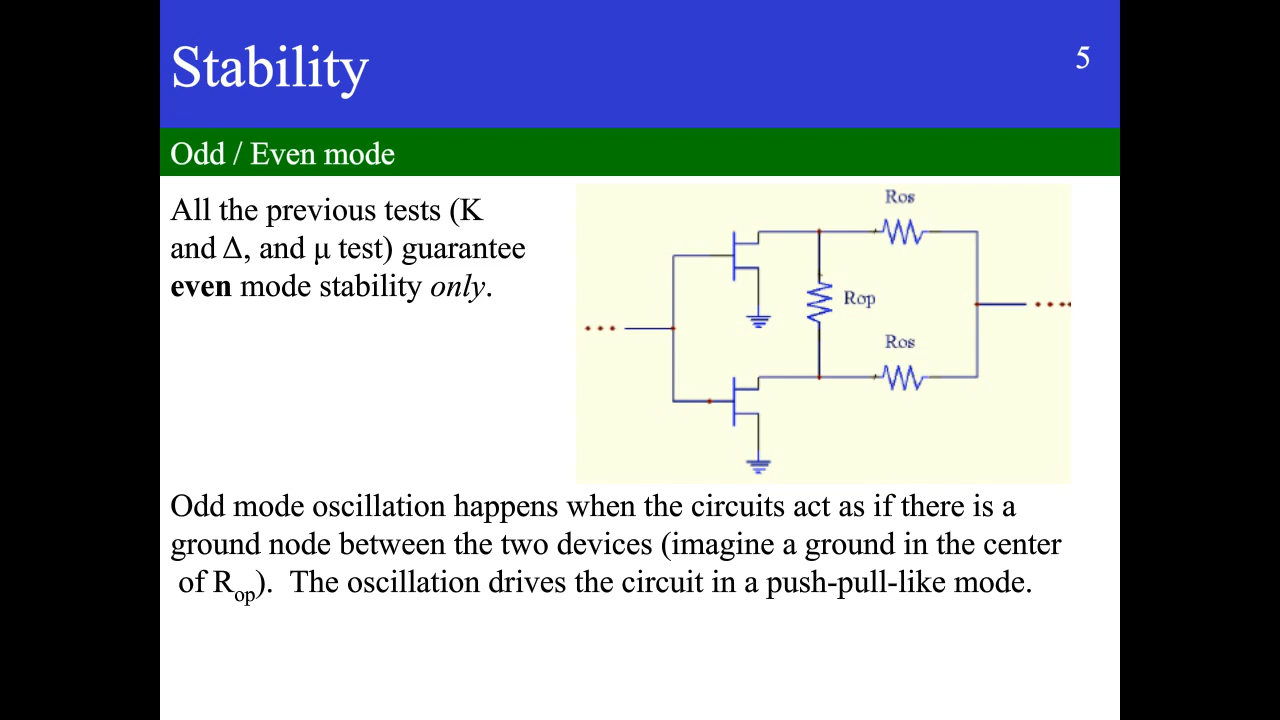 Stability
5
Odd / Even mode
All the previous tests (K
and Δ, and μ test) guarantee
even mode stability only.
Ros
Rop
Ros
Odd mode oscillation happens when the circuits act as if there is a
ground node between the two devices (imagine a ground in the center
of Rop). The oscillation drives the circuit in a push-pull-like mode.